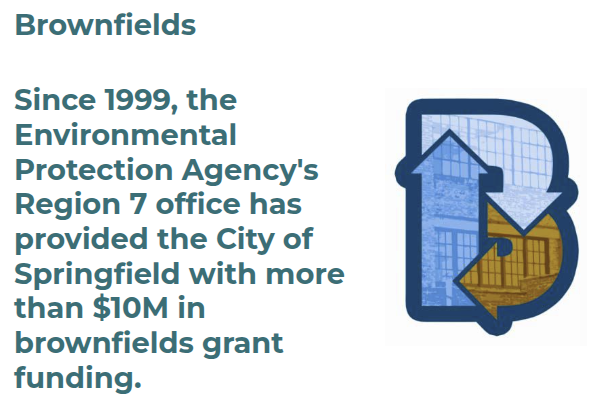 Brownfields
Since 1999, the
Environmental
Protection Agency's
Region 7 office has
provided the City of
Springfield with more
than $10M in
brownfields grant
funding.
B